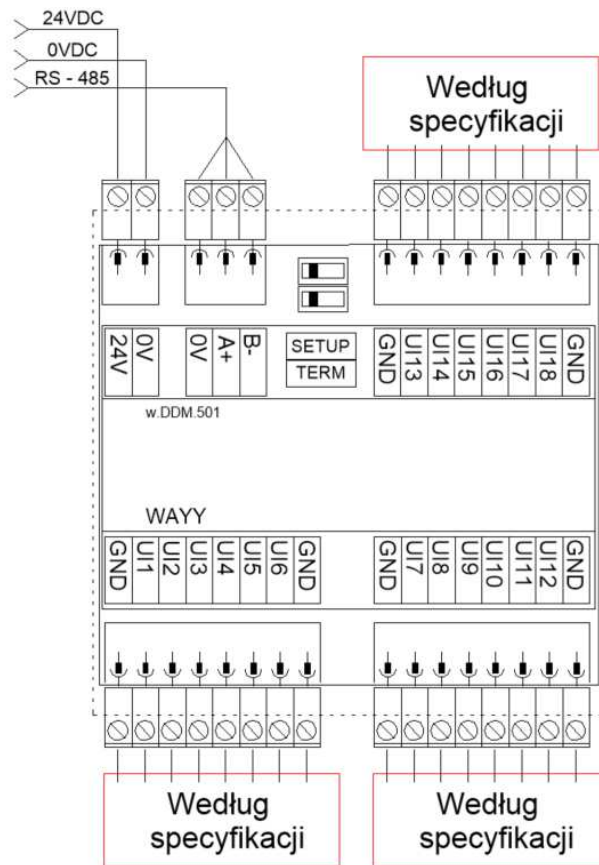 24VDC
0VDC
RS - 485
Według
specyfikacji
24V 0V 0V A+ B- SETUP GND UI13 UI14 UI15 UI16 UI17 UI18 GND
TERM
w.DDM.501
WAYY
GND UI1 UI2 UI3 UI4 UI5 UI6 GND GND UI7 UI8 UI9 UI10 UI11 UI12 GND
Według
specyfikacji
Według
specyfikacji